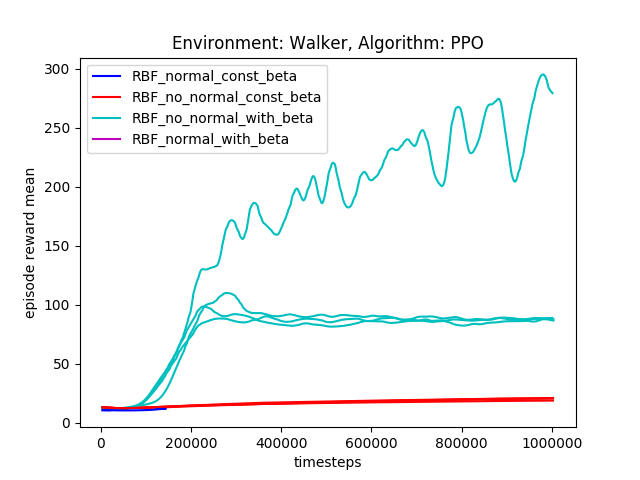 Environment: Walker, Algorithm: PPO
RBF_normal_const_beta
RBF_no_normal_const_beta
RBF_no_normal_with_beta
RBF_normal_with_beta
episode reward mean
300
250
200
150
100
50
0
0 200000 400000 600000 800000 1000000
timesteps